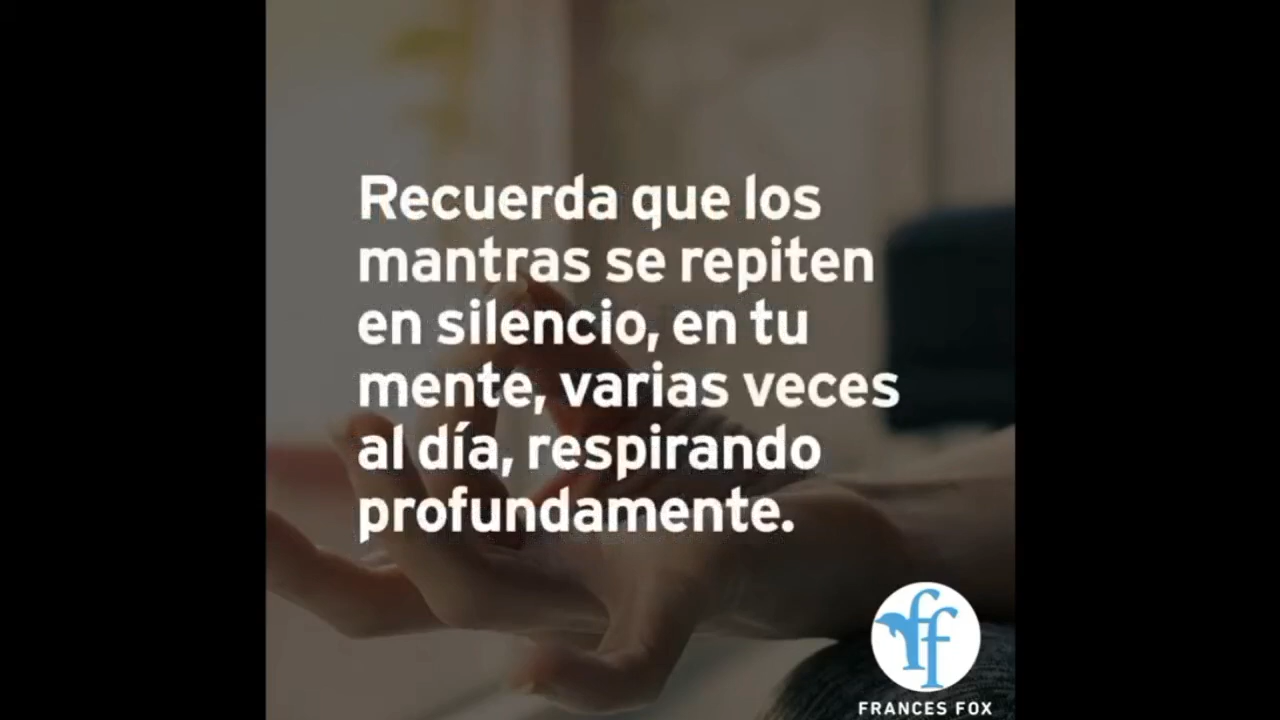 Recuerda que los
mantras se repiten
en silencio, en tu
mente, varias veces
al día, respirando
profundamente.
ff
FRANCES FOX